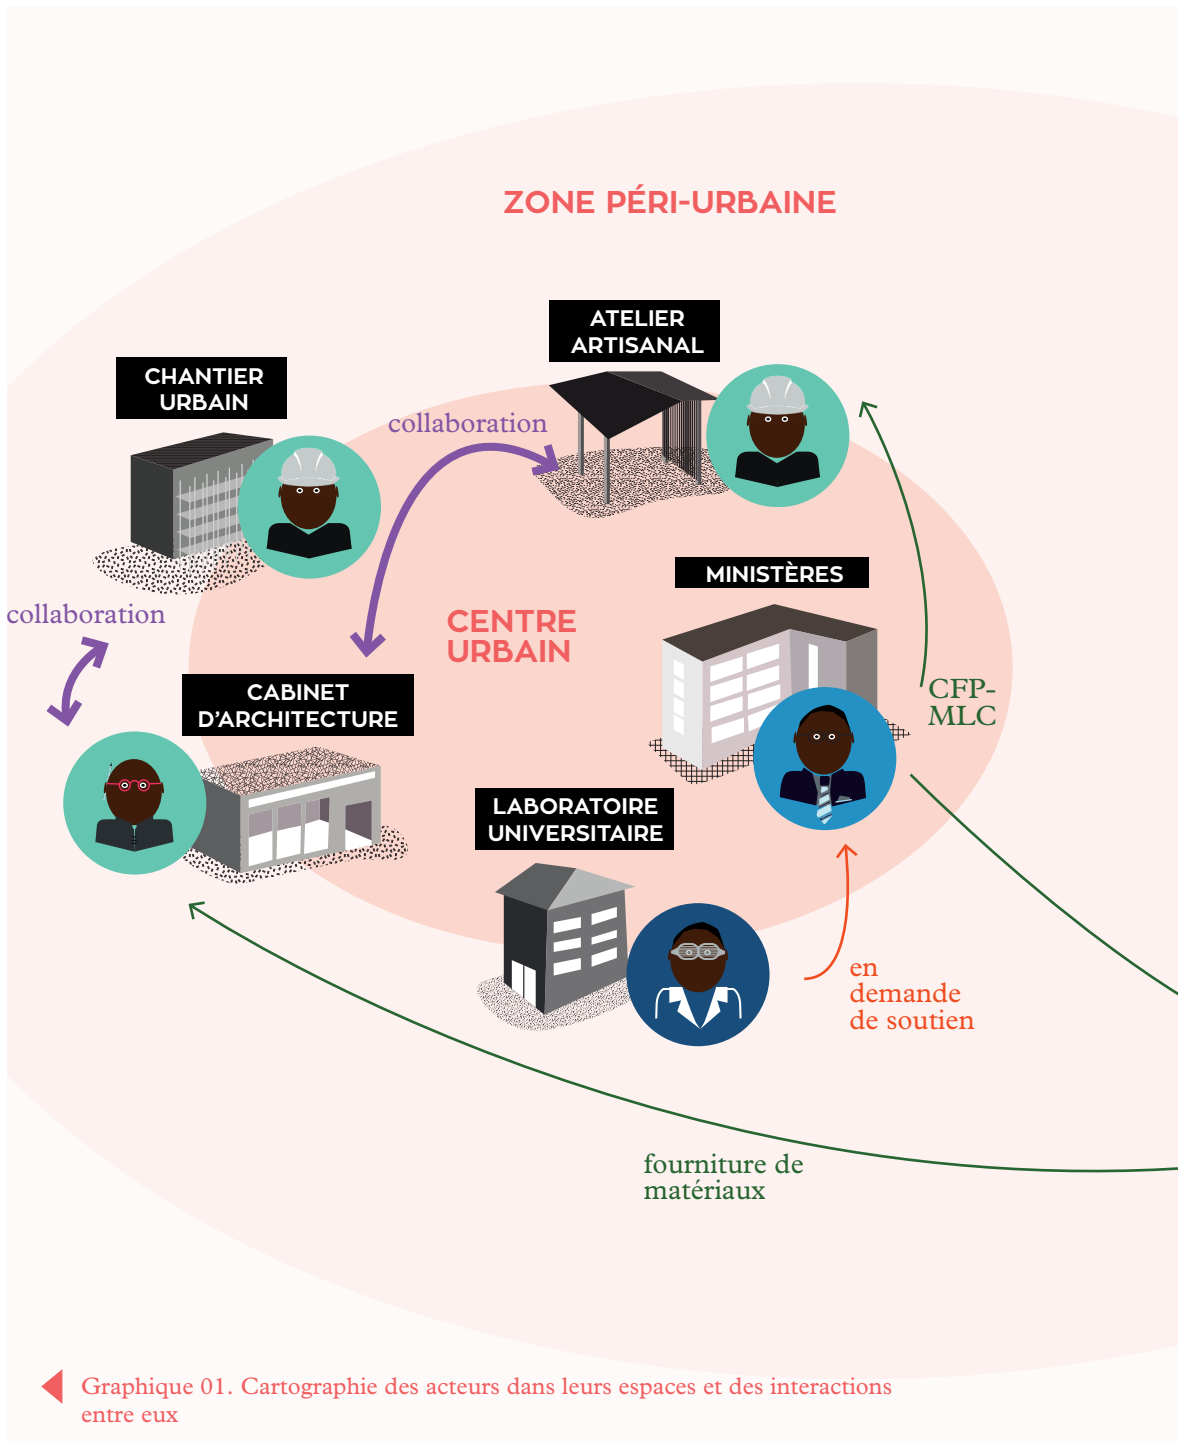 ZONE PÉRI-URBAINE
ATELIER
ARTISANAL
CHANTIER
URBAIN
collaboration
MINISTÈRES
collaboration
CENTRE
URBAIN
CABINET
D'ARCHITECTURE
CFP-
MLC
LABORATOIRE
UNIVERSITAIRE
en
demande
de soutien
fourniture de
matériaux
Graphique 01. Cartographie des acteurs dans leurs espaces et des interactions
entre eux